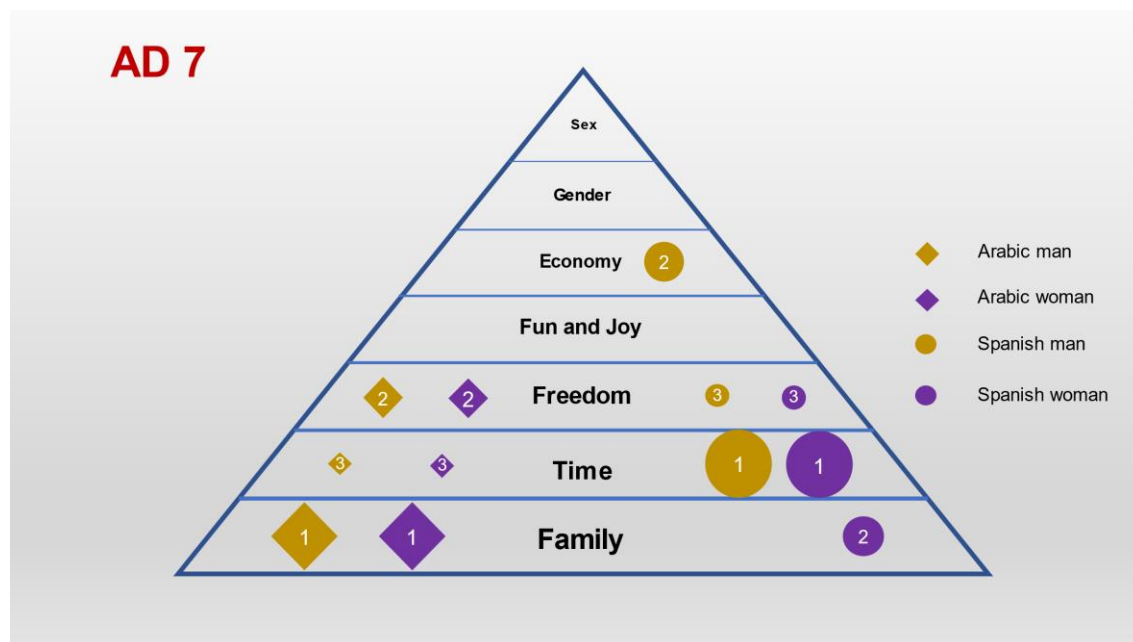 AD 7
Sex
Gender
Economy 2
Fun and Joy
2 2 Freedom 3 3
3 3 Time 1 1
1 1 Family 2
Arabic man
Arabic woman
Spanish man
Spanish woman